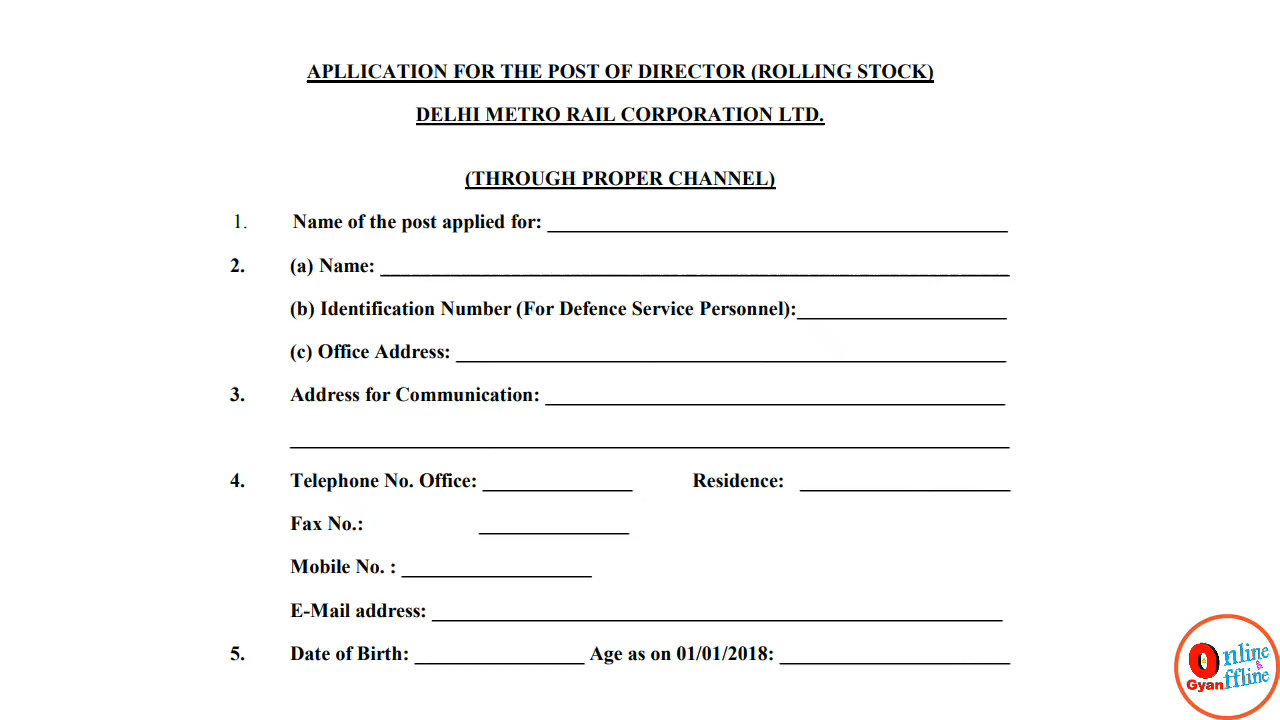 APLLICATION FOR THE POST OF DIRECTOR (ROLLING STOCK)
DELHI METRO RAIL CORPORATION LTD.
(THROUGH PROPER CHANNEL)
1. Name of the post applied for:
2. (a) Name:
(b) Identification Number (For Defence Service Personnel):
(c) Office Address:
3. Address for Communication:
4. Telephone No. Office: Residence:
Fax No.:
Mobile No. :
E-Mail address:
5. Date of Birth: Age as on 01/01/2018:
Online
&
Gyan ffline